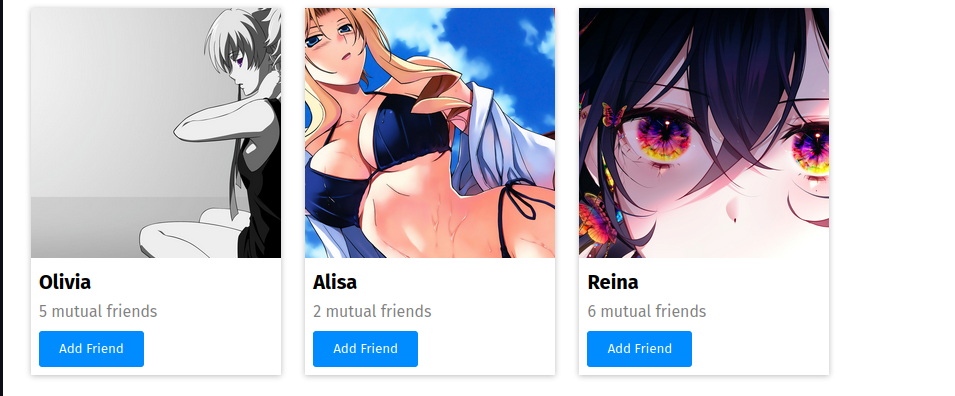 Olivia
5 mutual friends
Add Friend
Alisa
2 mutual friends
Add Friend
Reina
6 mutual friends
Add Friend